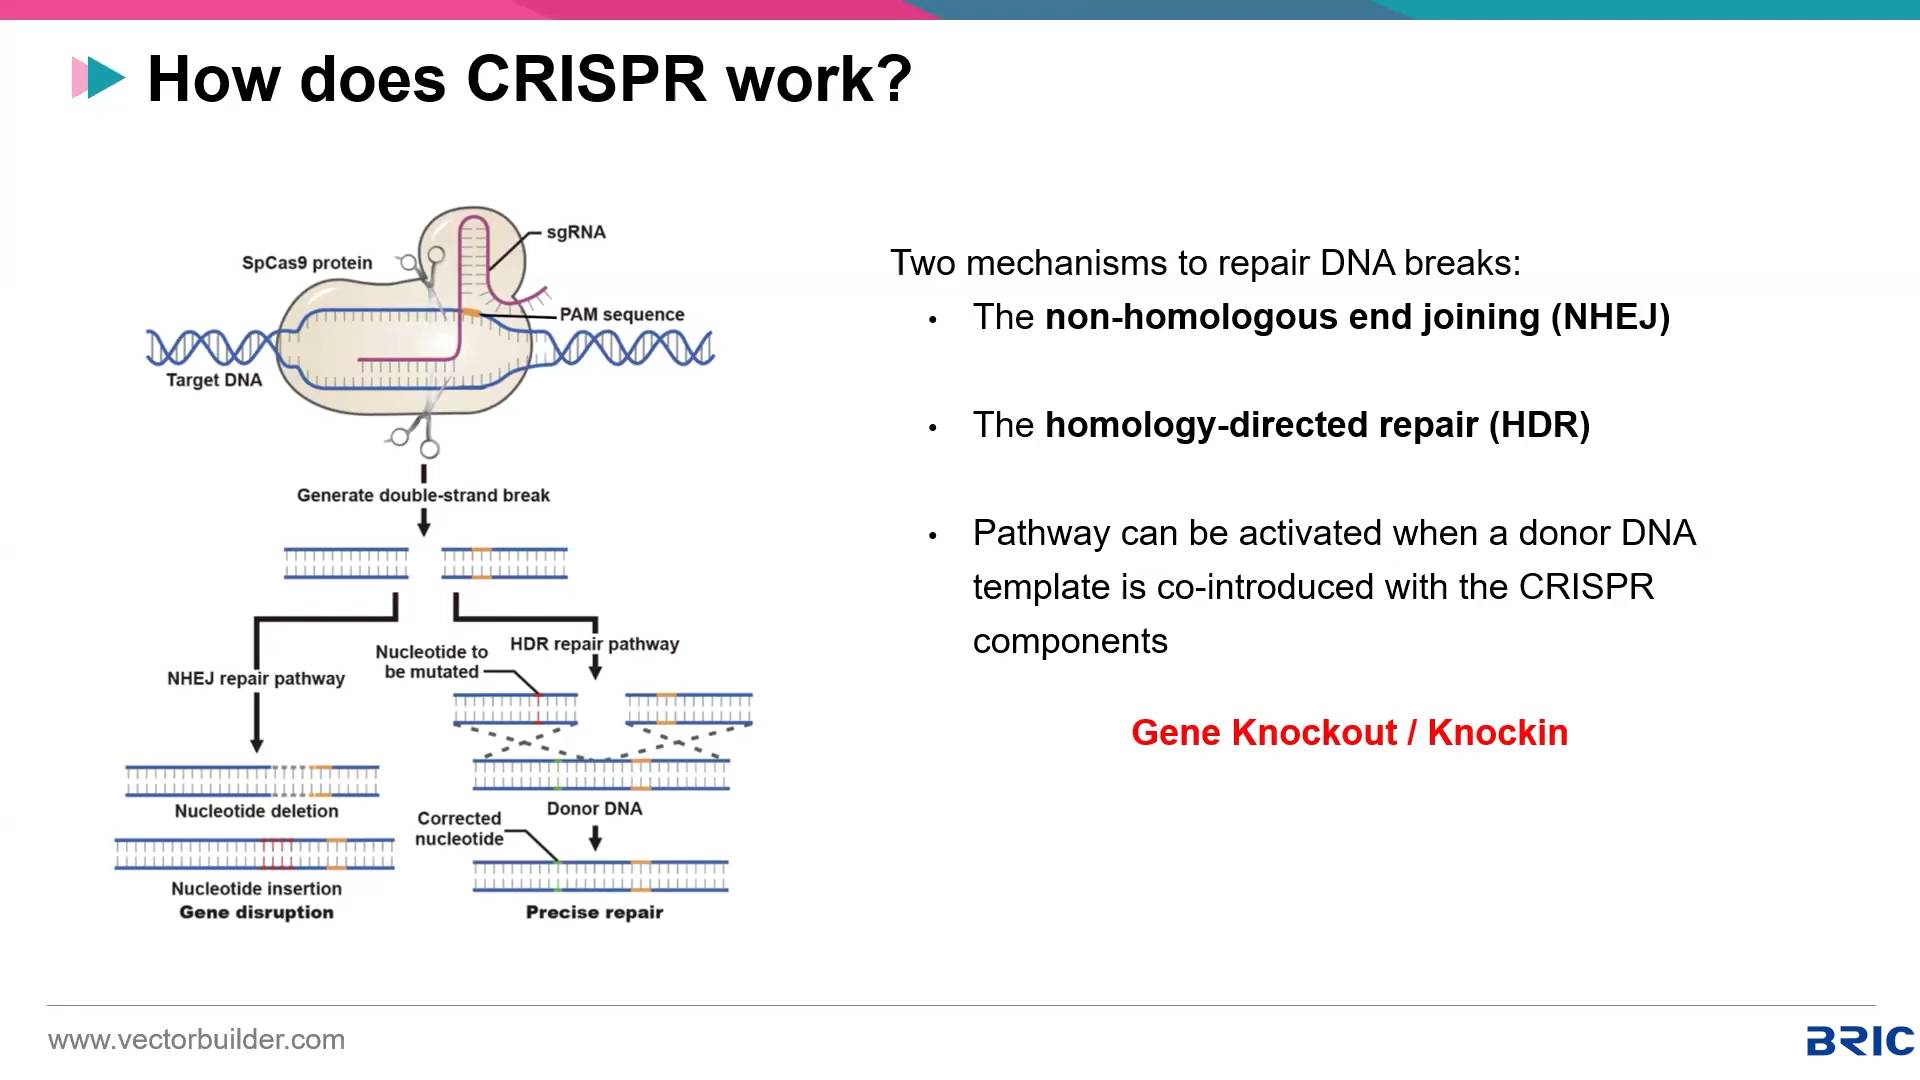 How does CRISPR work?
sgRNA
SpCas9 protein
PAM sequence
Target DNA
Generate double-strand break
HDR repair pathway
Nucleotide to
be mutated
NHEJ repair pathway
Nucleotide deletion
Donor DNA
Corrected
nucleotide
Nucleotide insertion
Gene disruption
Precise repair
Two mechanisms to repair DNA breaks:
• The non-homologous end joining (NHEJ)
• The homology-directed repair (HDR)
• Pathway can be activated when a donor DNA
template is co-introduced with the CRISPR
components
Gene Knockout / Knockin
www.vectorbuilder.com
BRIC